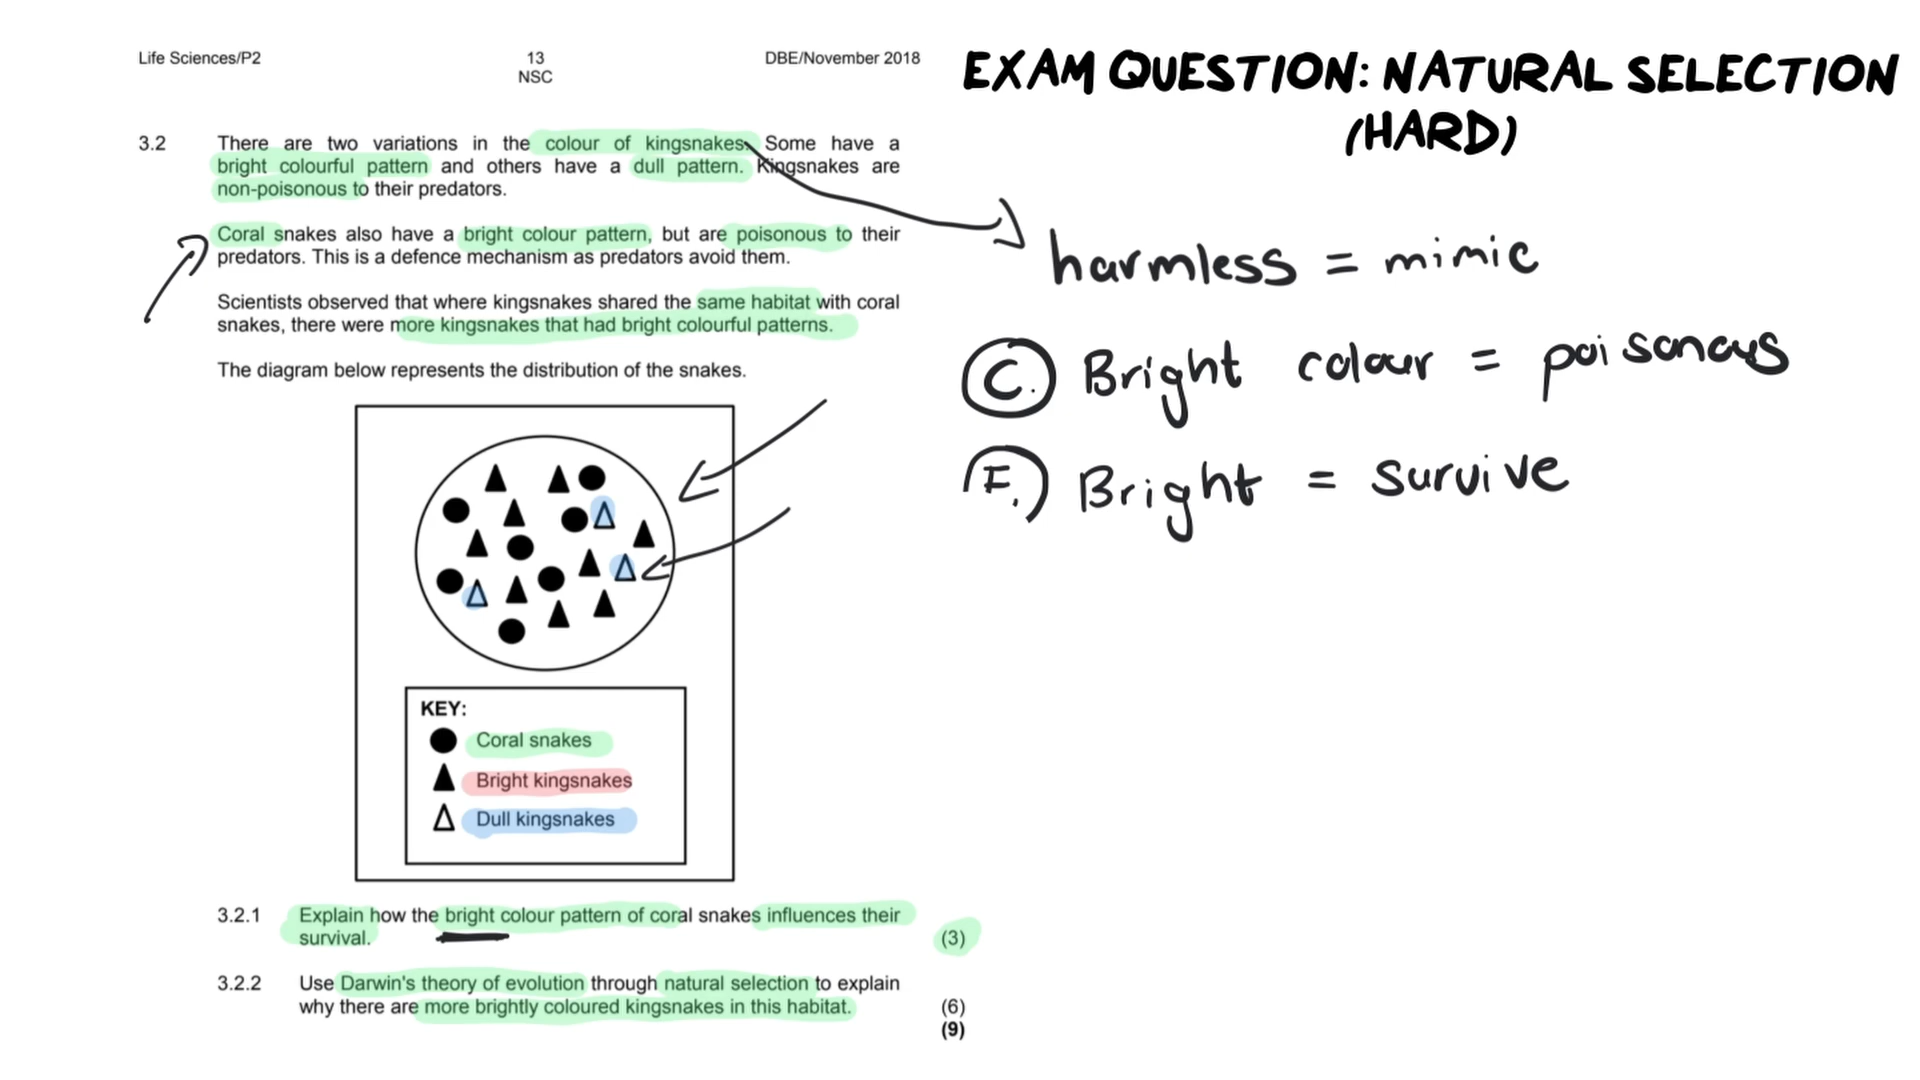 Life Sciences/P2
13
NSC
DBE/November 2018
EXAM QUESTION: NATURAL SELECTION
(HARD)
3.2 There are two variations in the colour of kingsnakes. Some have a
bright colourful pattern and others have a dull pattern. Kingsnakes are
non-poisonous to their predators.
Coral snakes also have a bright colour pattern, but are poisonous to their
predators. This is a defence mechanism as predators avoid them.
Scientists observed that where kingsnakes shared the same habitat with coral
snakes, there were more kingsnakes that had bright colourful patterns.
The diagram below represents the distribution of the snakes.
KEY:
Coral snakes
Bright kingsnakes
Dull kingsnakes
3.2.1 Explain how the bright colour pattern of coral snakes influences their
survival. (3)
3.2.2 Use Darwin's theory of evolution through natural selection to explain
why there are more brightly coloured kingsnakes in this habitat. (6)
(9)
harmless = mimic
C. Bright colour = poisonous
F. Bright = survive